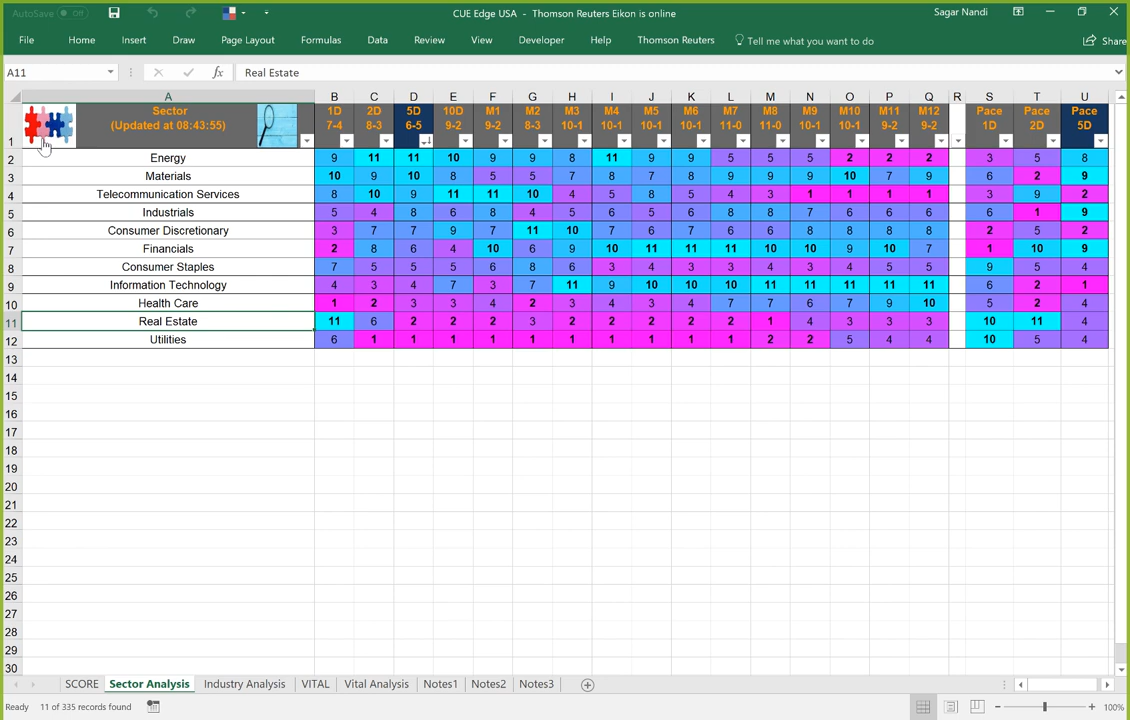 AutoSave Off
CUE Edge USA - Thomson Reuters Eikon is online
Sagar Nandi
File Home Insert Draw Page Layout Formulas Data Review View Developer Help Thomson Reuters Tell me what you want to do Share
A11 fx Real Estate
A B C D E F G H I J K L M N O P Q R S T U
1 Sector 1D 2D 5D 10D M1 M2 M3 M4 M5 M6 M7 M8 M9 M10 M11 M12 Pace Pace Pace
(Updated at 08:43:55) 7-4 8-3 6-5 9-2 9-2 8-3 10-1 10-1 10-1 10-1 11-0 11-0 10-1 10-1 9-2 9-2 1D 2D 5D
2 Energy 9 11 11 10 9 9 8 11 9 9 5 5 5 2 2 2 3 5 8
3 Materials 10 9 10 8 5 5 7 8 7 8 9 9 9 10 7 9 6 2 9
4 Telecommunication Services 8 10 9 11 11 10 4 5 8 5 4 3 1 1 1 1 3 9 2
5 Industrials 5 4 8 6 8 4 5 6 5 6 8 8 7 6 6 6 6 1 9
6 Consumer Discretionary 3 7 7 9 7 11 10 7 6 7 6 6 8 8 8 8 2 5 2
7 Financials 2 8 6 4 10 6 9 10 11 11 11 10 10 9 10 7 1 10 9
8 Consumer Staples 7 5 5 5 6 8 6 3 4 3 3 4 3 4 5 5 9 5 4
9 Information Technology 4 3 4 7 3 7 11 9 10 10 10 11 11 11 11 11 6 2 1
10 Health Care 1 2 3 3 4 2 3 4 3 4 7 7 6 7 9 10 5 2 4
11 Real Estate 11 6 2 2 2 3 2 2 2 2 2 1 4 3 3 3 10 11 4
12 Utilities 6 1 1 1 1 1 1 1 1 1 1 2 2 5 4 4 10 5 4
13
14
15
16
17
18
19
20
21
22
23
24
25
26
27
28
29
30
SCORE Sector Analysis Industry Analysis VITAL Vital Analysis Notes1 Notes2 Notes3
Ready 11 of 335 records found 100%